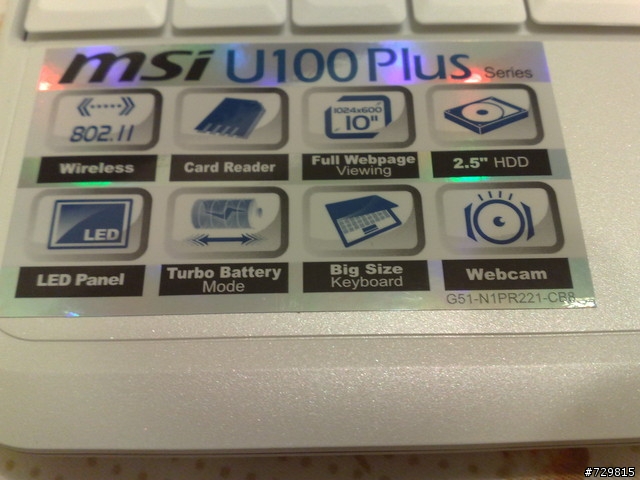 msi U100 Plus Series
802.11
1024x600
10"
Wireless
Card Reader
Full Webpage
Viewing
2.5" HDD
LED
LED Panel
Turbo Battery
Mode
Big Size
Keyboard
Webcam
G51-N1PR221-CB8
#729815